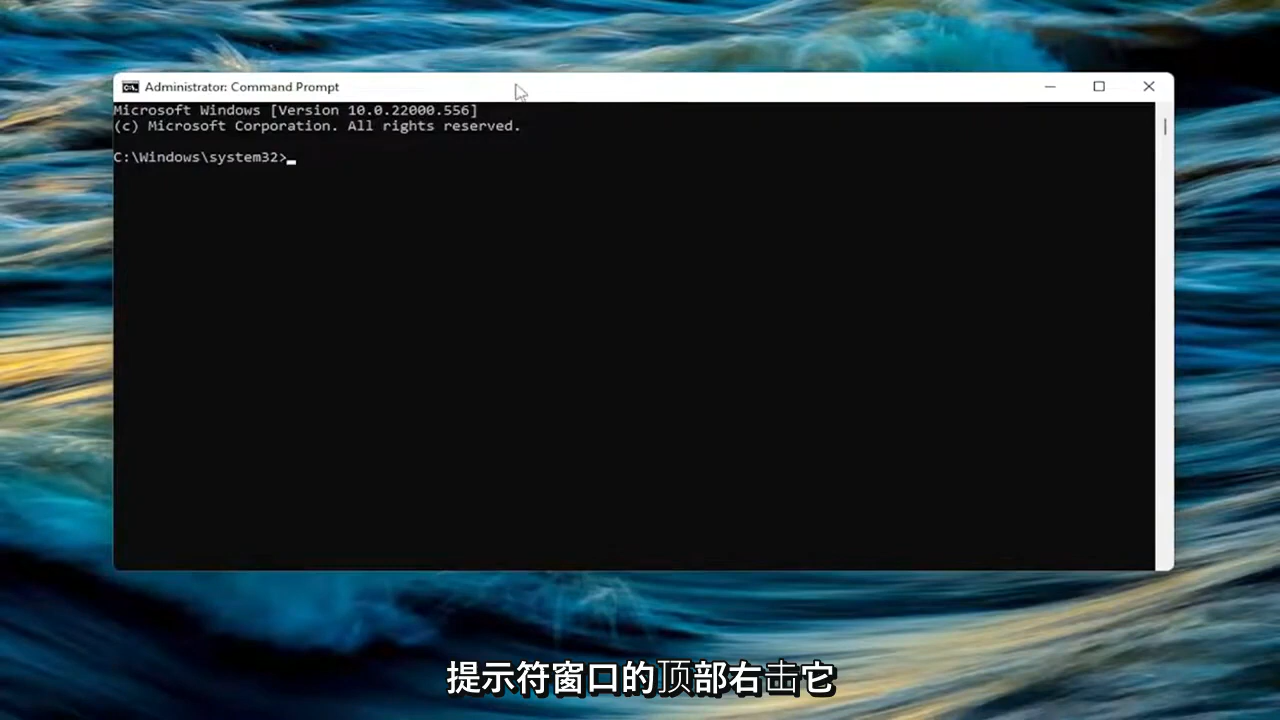 Administrator: Command Prompt
Microsoft Windows [Version 10.0.22000.556]
(c) Microsoft Corporation. All rights reserved.
C:\Windows\system32>
提示符窗口的顶部右击它